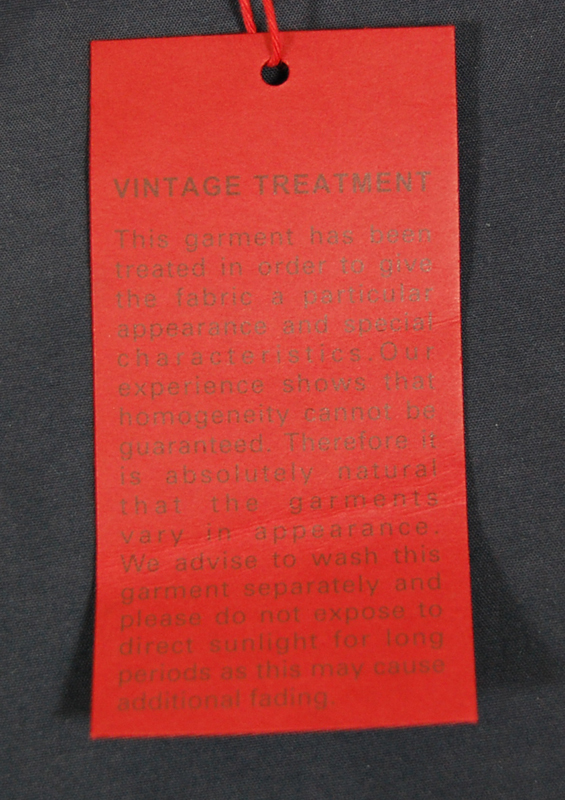 VINTAGE TREATMENT
This garment has been
treated in order to give
the fabric a particular
appearance and special
characteristics.Our
experience shows that
homogeneity cannot be
guaranteed. Therefore it
is absolutely natural
that the garments
vary in appearance.
We advise to wash this
garment separately and
please do not expose to
direct sunlight for long
periods as this may cause
additional fading.